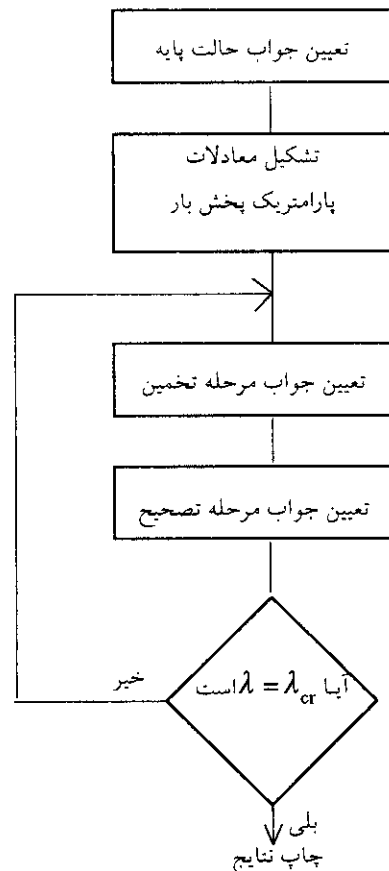 تعیین جواب حالت پایه
تشکیل معادلات
پارامتریک پخش بار
تعیین جواب مرحله تخمین
تعیین جواب مرحله تصحیح
آیا λ = λcr است
خیر
بلی
چاپ نتایج